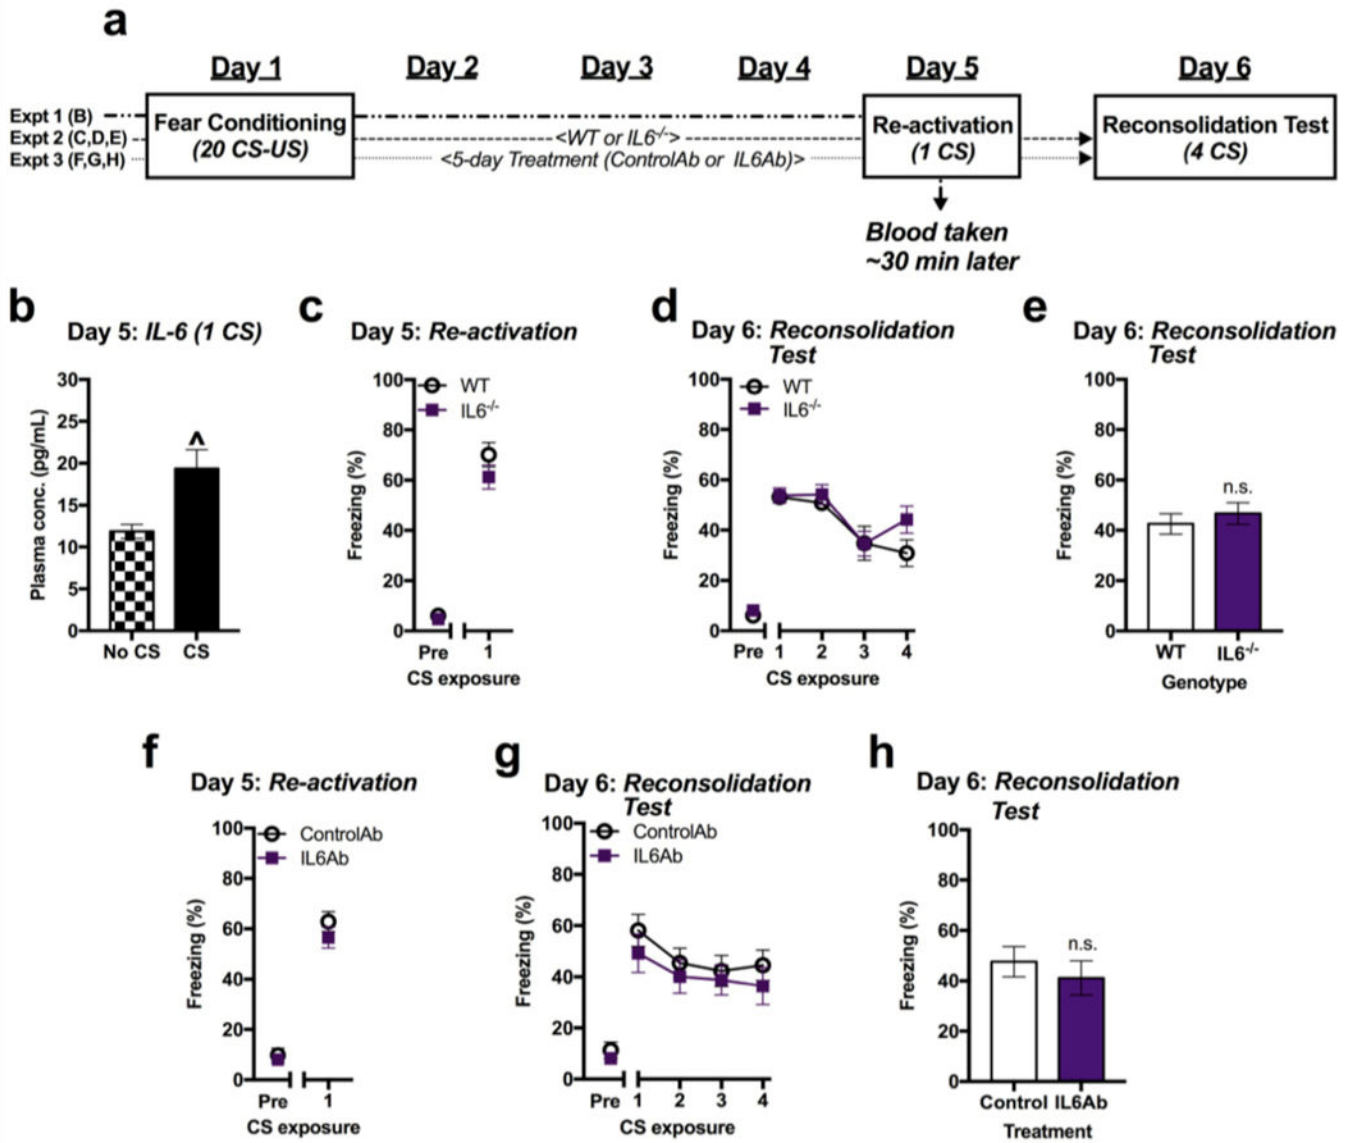 a
Day 1 Day 2 Day 3 Day 4 Day 5 Day 6
Expt 1 (B)
Expt 2 (C,D,E)
Expt 3 (F,G,H)
Fear Conditioning
(20 CS-US)
<WT or IL6-/->
<5-day Treatment (ControlAb or IL6Ab)>
Re-activation
(1 CS)
Reconsolidation Test
(4 CS)
Blood taken
~30 min later
b
Day 5: IL-6 (1 CS)
Plasma conc. (pg/mL)
30
25
20
15
10
5
0
^
No CS CS
c
Day 5: Re-activation
WT
IL6-/-
Freezing (%)
100
80
60
40
20
0
Pre 1
CS exposure
d
Day 6: Reconsolidation
Test
WT
IL6-/-
Freezing (%)
100
80
60
40
20
0
Pre 1 2 3 4
CS exposure
e
Day 6: Reconsolidation
Test
Freezing (%)
100
80
60
40
20
0
n.s.
WT IL6-/-
Genotype
f
Day 5: Re-activation
ControlAb
IL6Ab
Freezing (%)
100
80
60
40
20
0
Pre 1
CS exposure
g
Day 6: Reconsolidation
Test
ControlAb
IL6Ab
Freezing (%)
100
80
60
40
20
0
Pre 1 2 3 4
CS exposure
h
Day 6: Reconsolidation
Test
Freezing (%)
100
80
60
40
20
0
n.s.
Control IL6Ab
Treatment